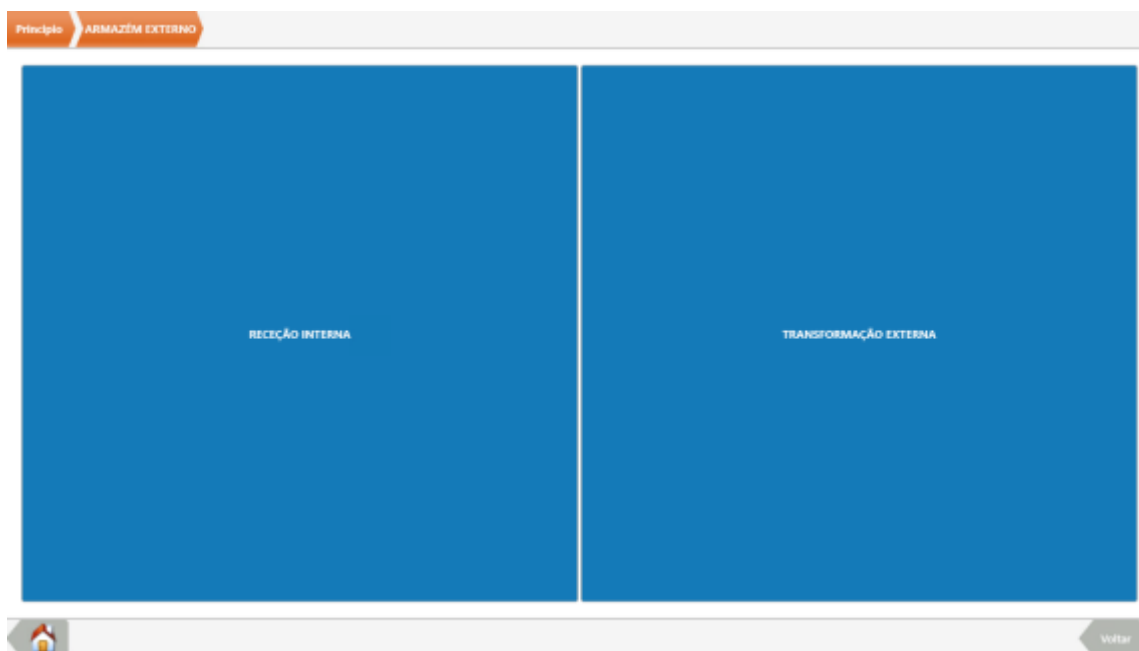 Princípio
ARMAZÉM EXTERNO
RECEÇÃO INTERNA
TRANSFORMAÇÃO EXTERNA
Voltar